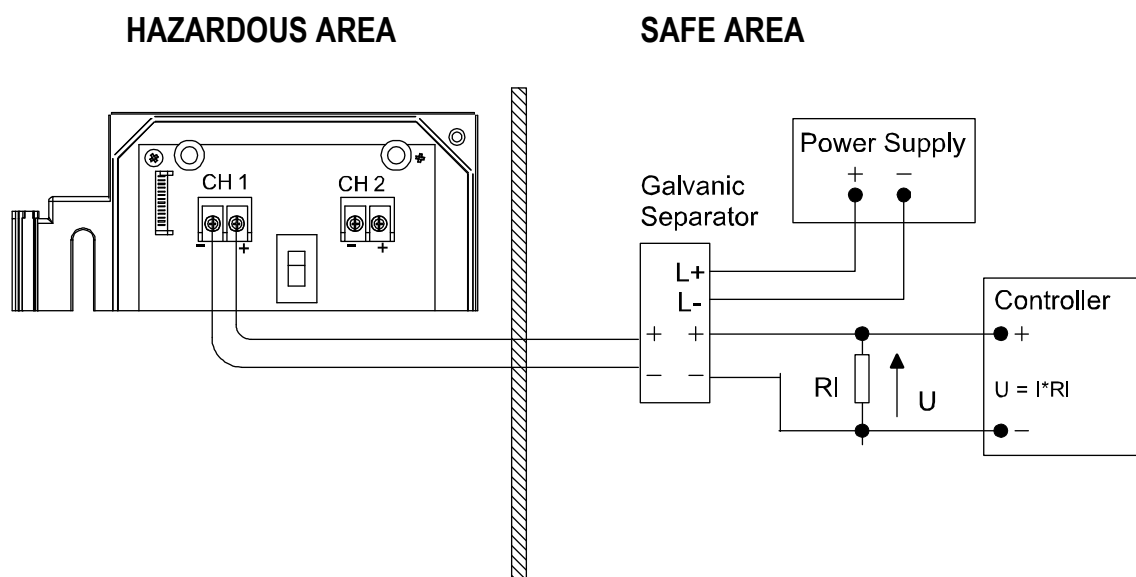 HAZARDOUS AREA
SAFE AREA
CH 1
CH 2
- +
- +
Galvanic
Separator
Power Supply
+ -
L+
L-
+ +
- -
RI
U
Controller
+
U = I*RI
-